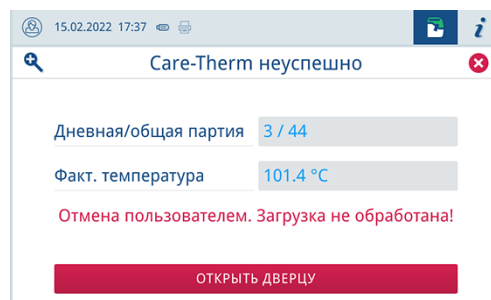 15.02.2022 17:37
i
Care-Therm неуспешно
Дневная/общая партия 3 / 44
Факт. температура 101.4 °C
Отмена пользователем. Загрузка не обработана!
ОТКРЫТЬ ДВЕРЦУ